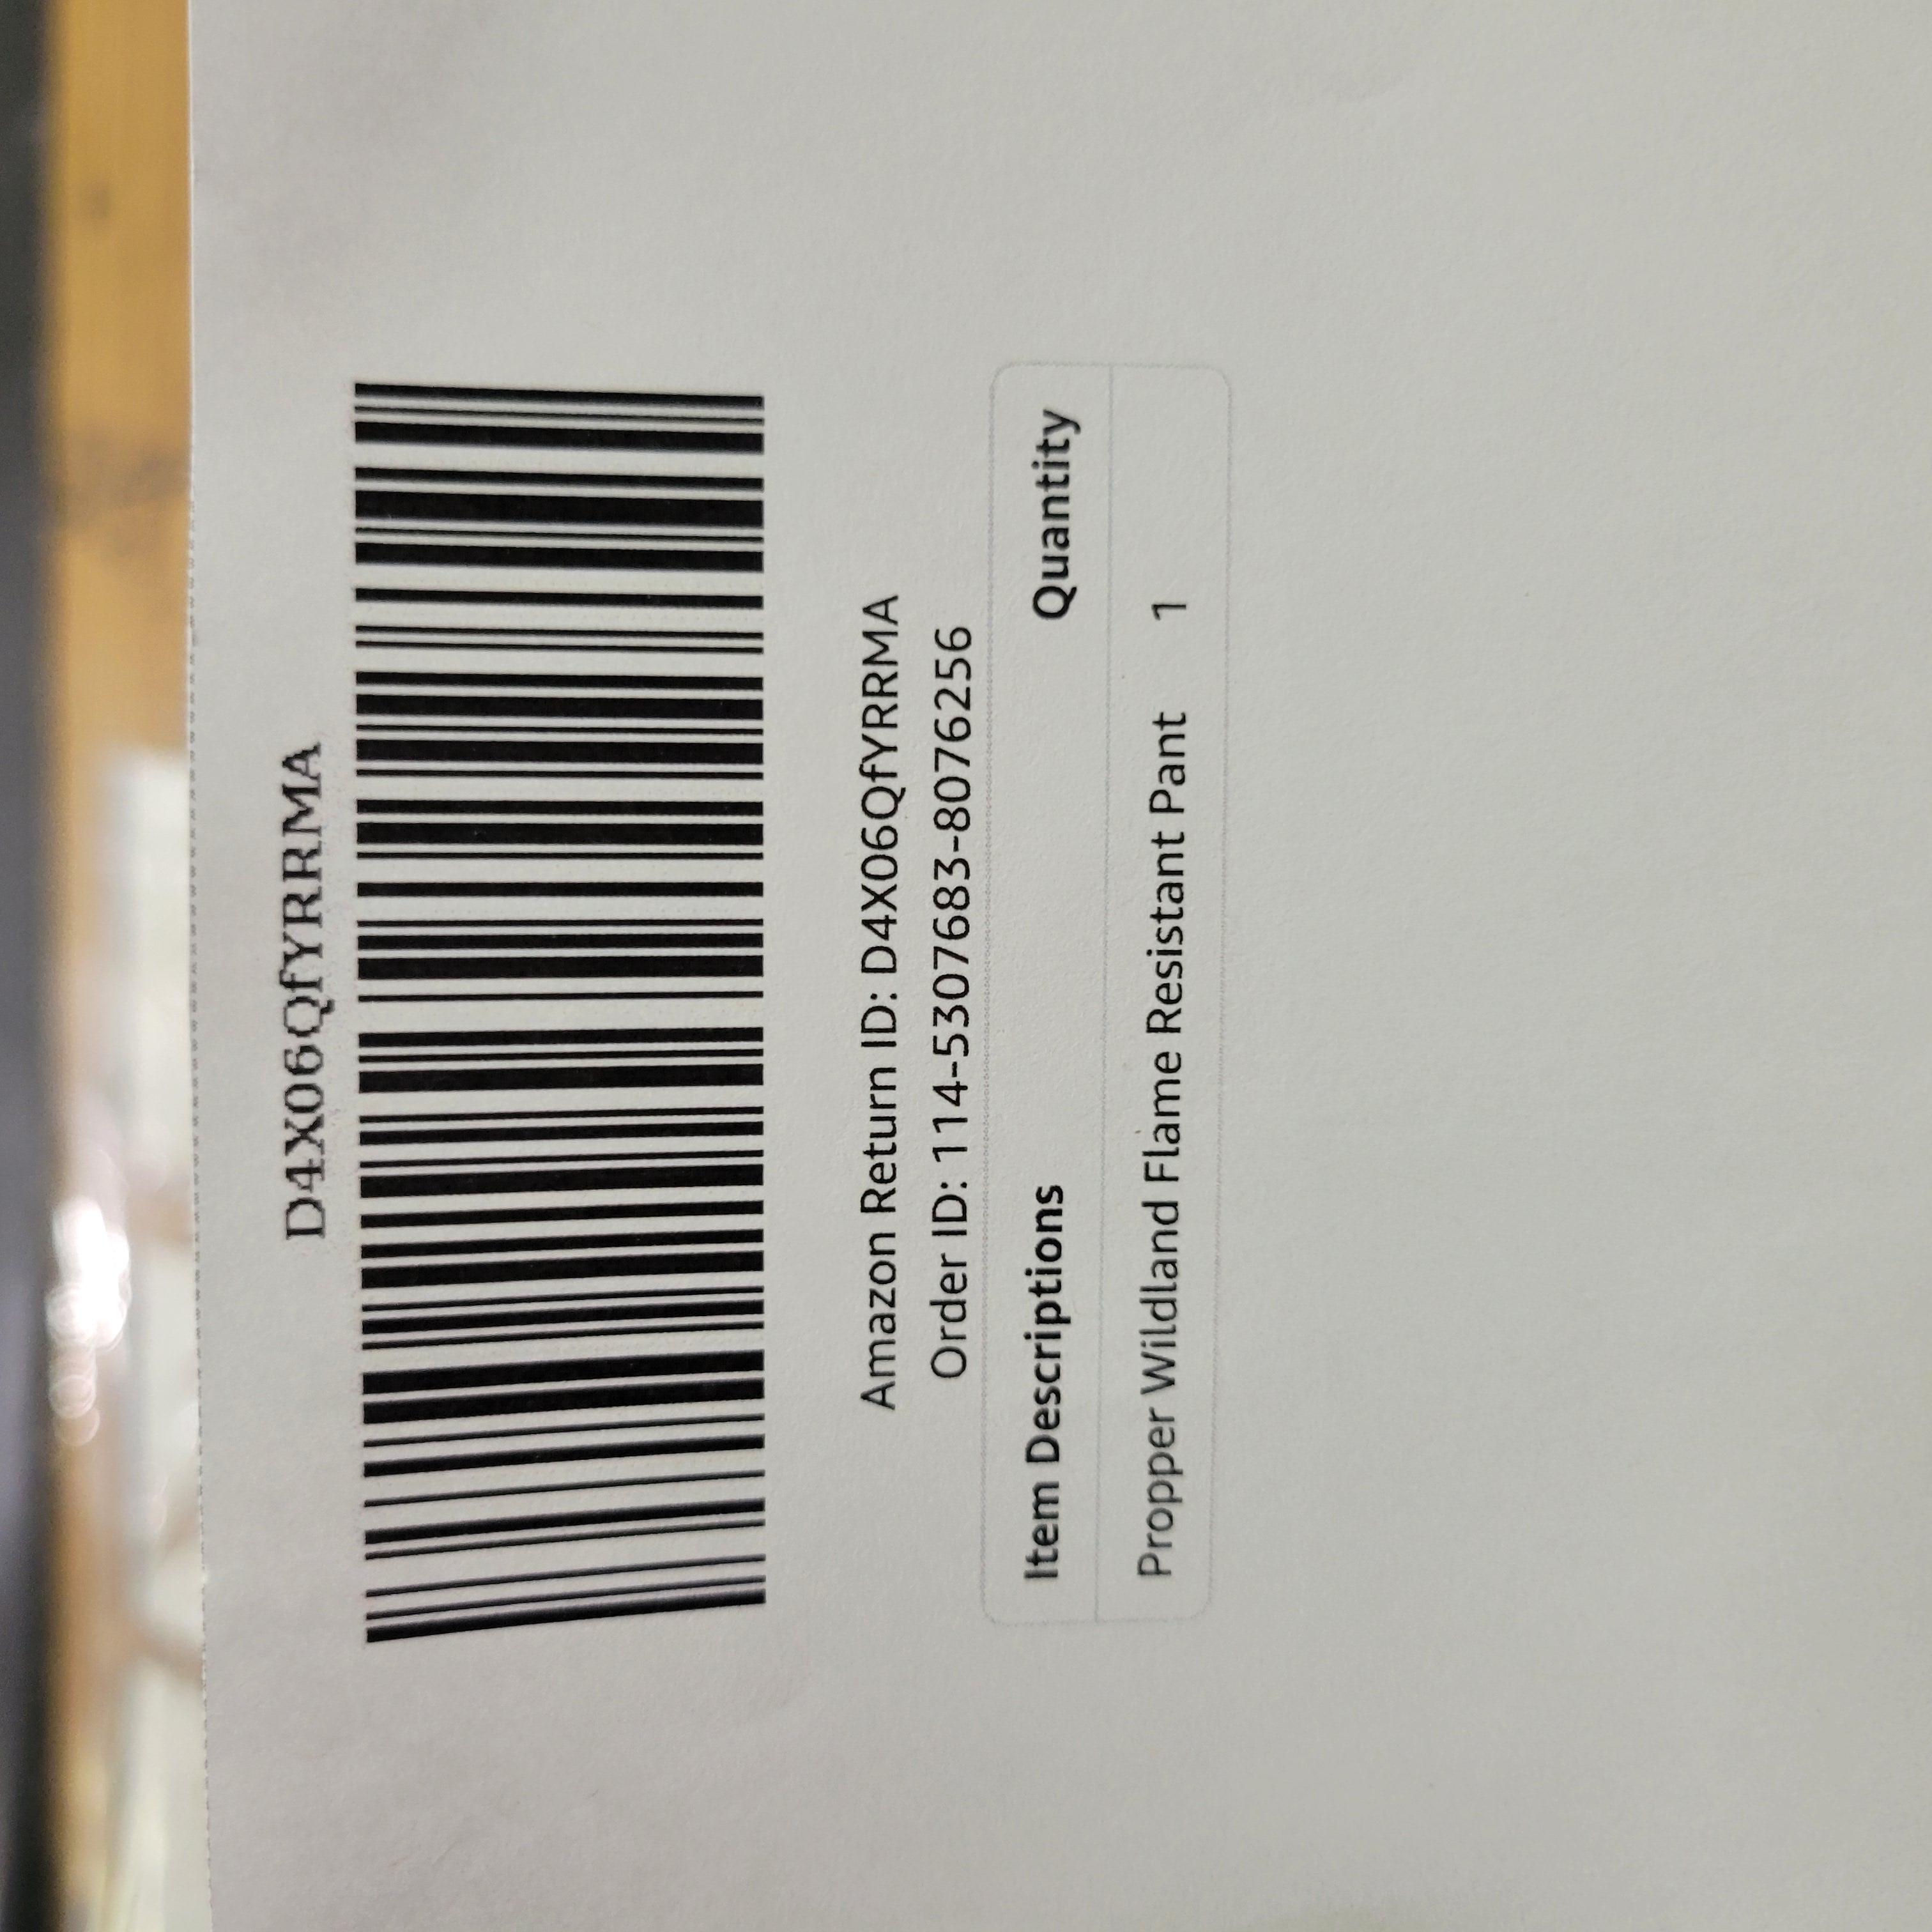 D4X06QfYRRMA
Amazon Return ID: D4X06QfYRRMA
Order ID: 114-5307683-8076256
Item Descriptions Quantity
Propper Wildland Flame Resistant Pant 1